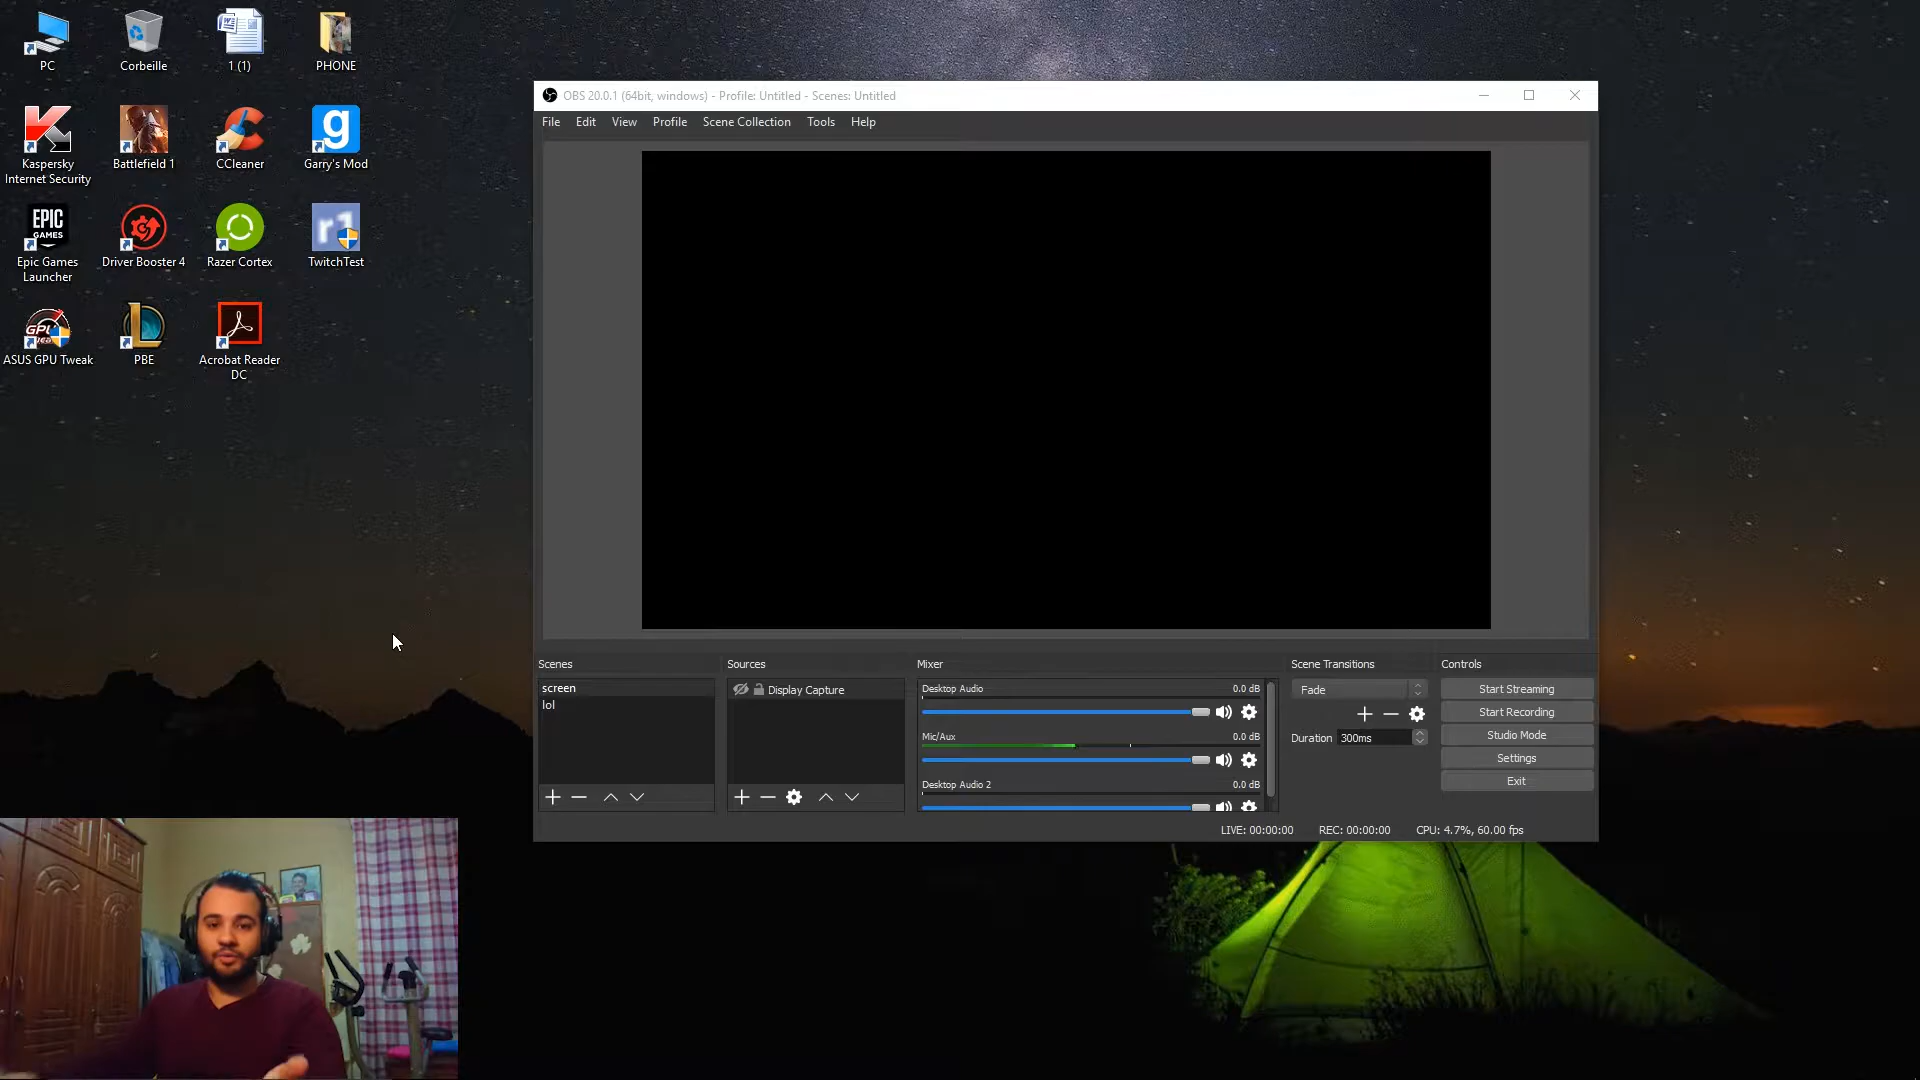 PC
Corbeille
1 (1)
PHONE
Kaspersky
Internet Security
Battlefield 1
CCleaner
g
Garry's Mod
EPIC
GAMES
Epic Games
Launcher
Driver Booster 4
Razer Cortex
r1
TwitchTest
GPU
ASUS GPU Tweak
PBE
Acrobat Reader
DC
OBS 20.0.1 (64bit, windows) - Profile: Untitled - Scenes: Untitled
File Edit View Profile Scene Collection Tools Help
Scenes
screen
lol
Sources
Display Capture
Mixer
Desktop Audio 0.0 dB
Mic/Aux 0.0 dB
Desktop Audio 2 0.0 dB
Scene Transitions
Fade
Duration 300ms
Controls
Start Streaming
Start Recording
Studio Mode
Settings
Exit
LIVE: 00:00:00 REC: 00:00:00 CPU: 4.7%, 60.00 fps